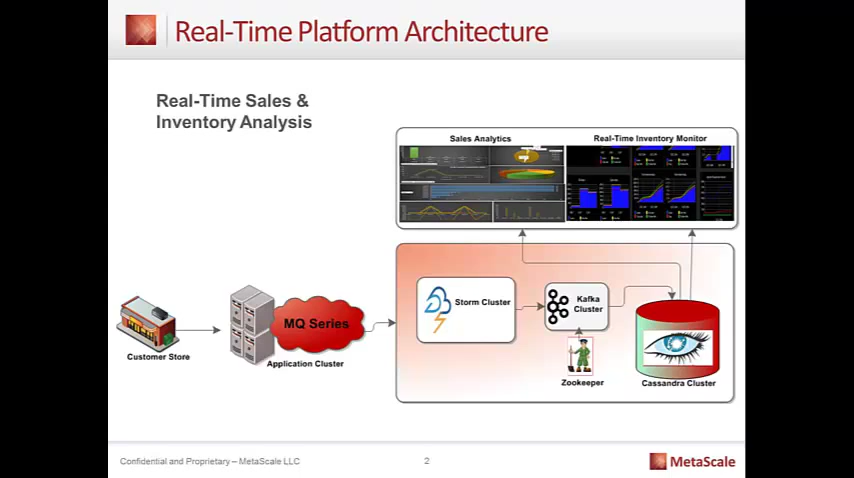 Real-Time Platform Architecture
Real-Time Sales &
Inventory Analysis
Sales Analytics
Real-Time Inventory Monitor
Storm Cluster
Kafka
Cluster
MQ Series
Customer Store
Application Cluster
Zookeeper
Cassandra Cluster
Confidential and Proprietary – MetaScale LLC
2
MetaScale